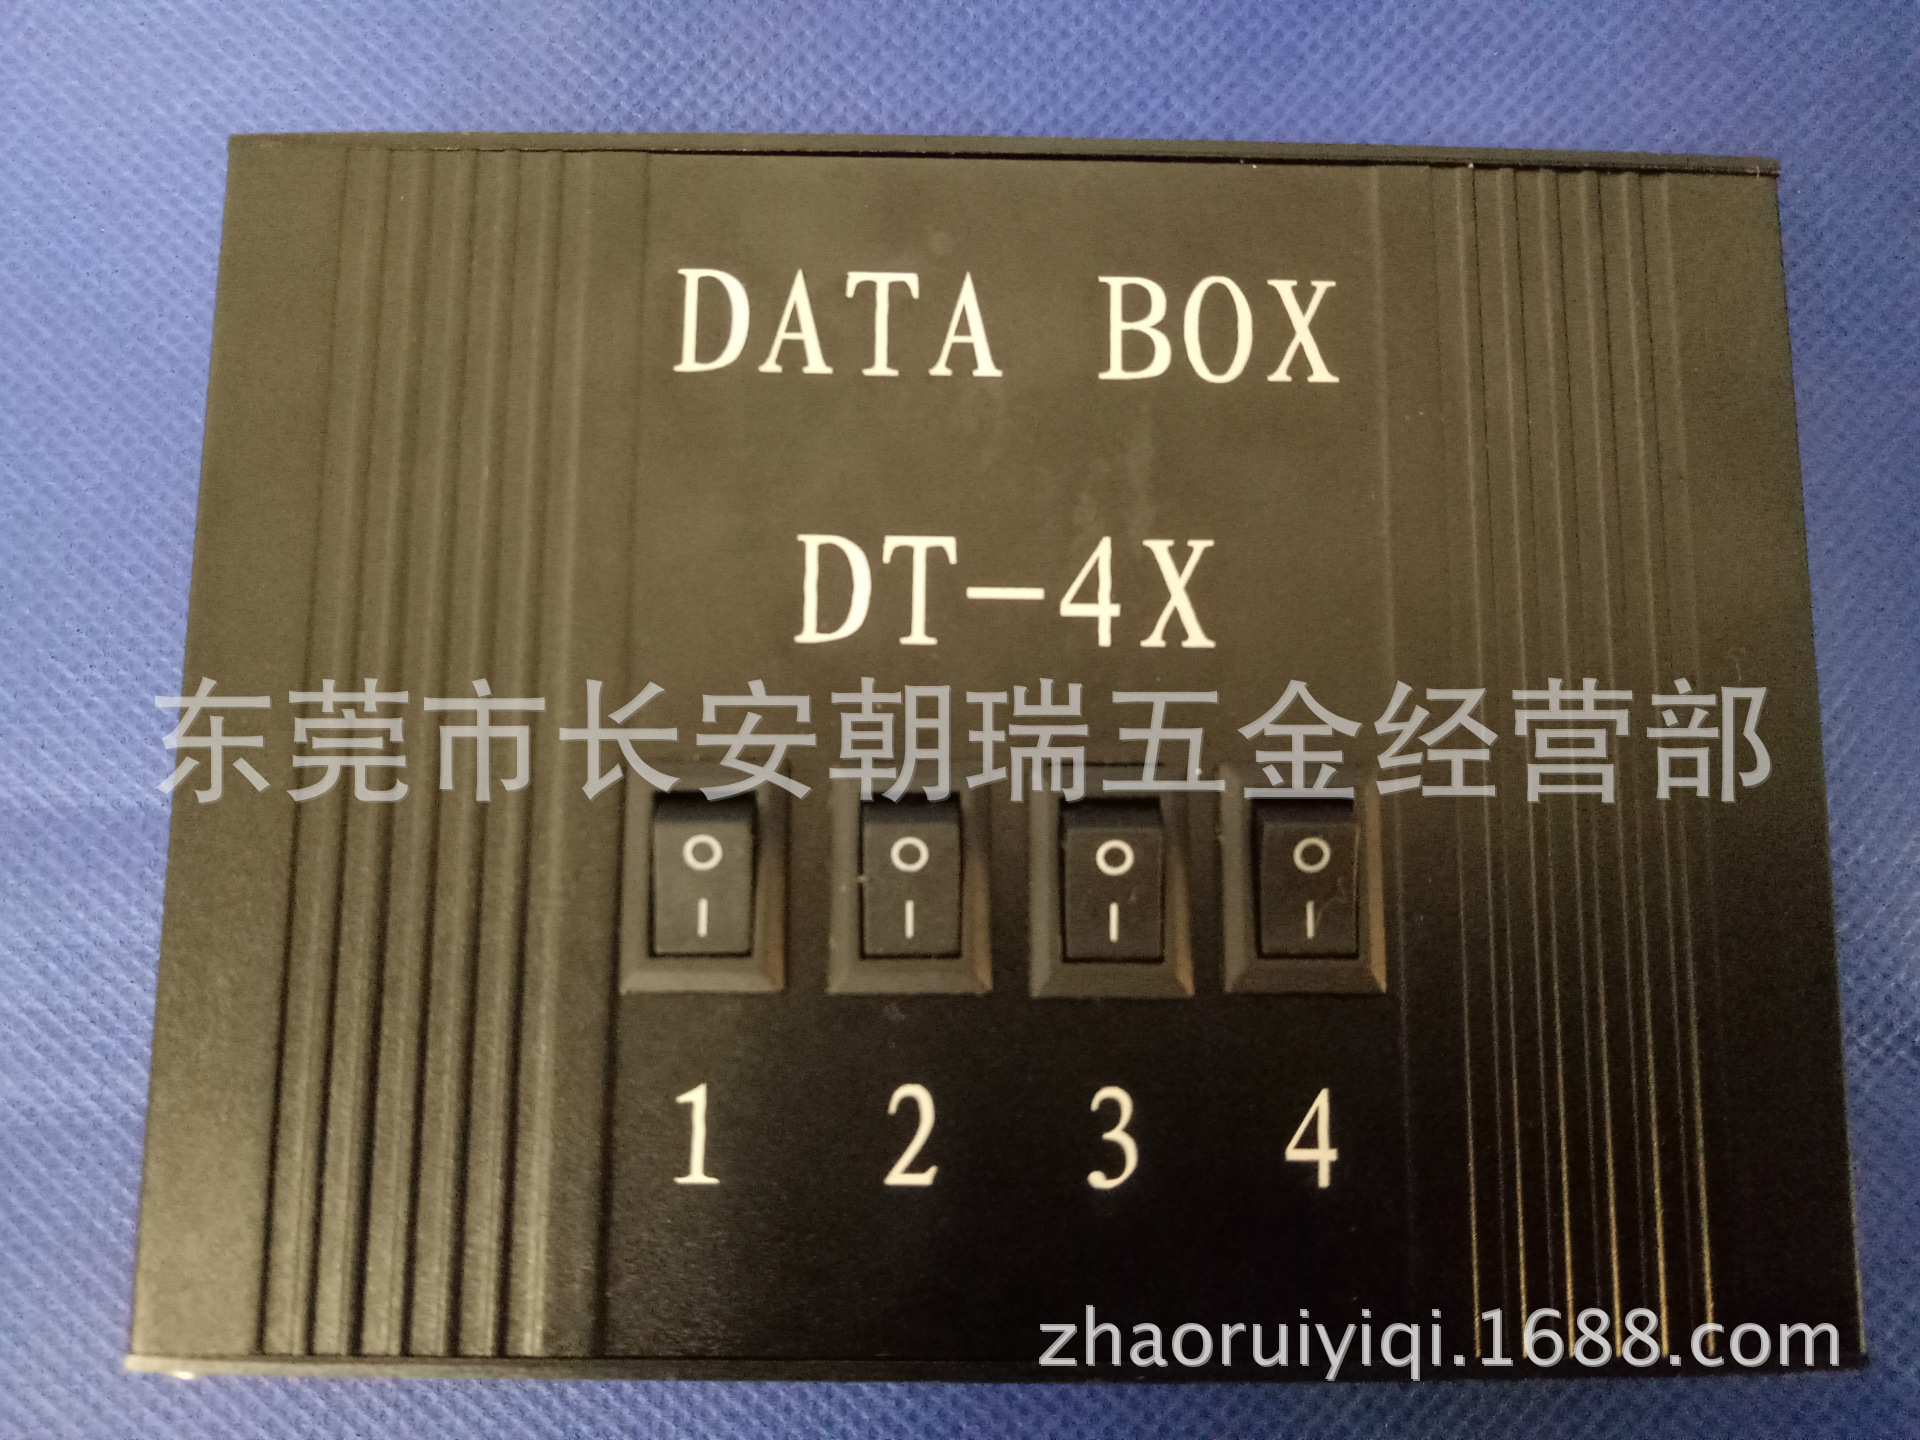 DATA BOX
DT-4X
东莞市长安朝瑞五金经营部
O O O O
I I I I
1 2 3 4
zhaoruiyiqi.1688.com